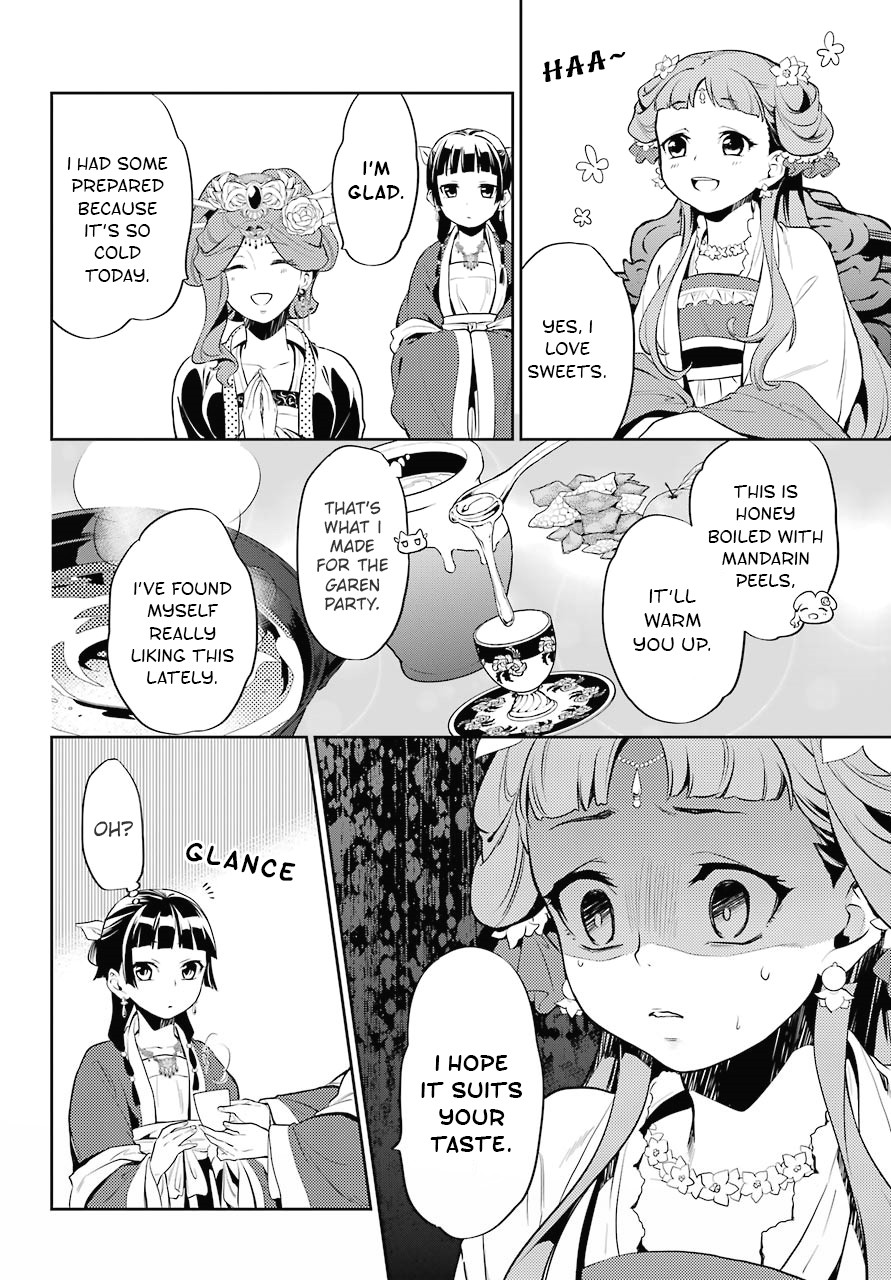 HAA~
YES, I
LOVE
SWEETS.
I'M
GLAD.
I HAD SOME
PREPARED
BECAUSE
IT'S SO
COLD
TODAY.
THIS IS
HONEY
BOILED WITH
MANDARIN
PEELS,
IT'LL
WARM
YOU UP.
THAT'S
WHAT I
MADE
FOR THE
GAREN
PARTY.
I'VE FOUND
MYSELF
REALLY
LIKING THIS
LATELY.
I HOPE
IT SUITS
YOUR
TASTE.
GLANCE
OH?